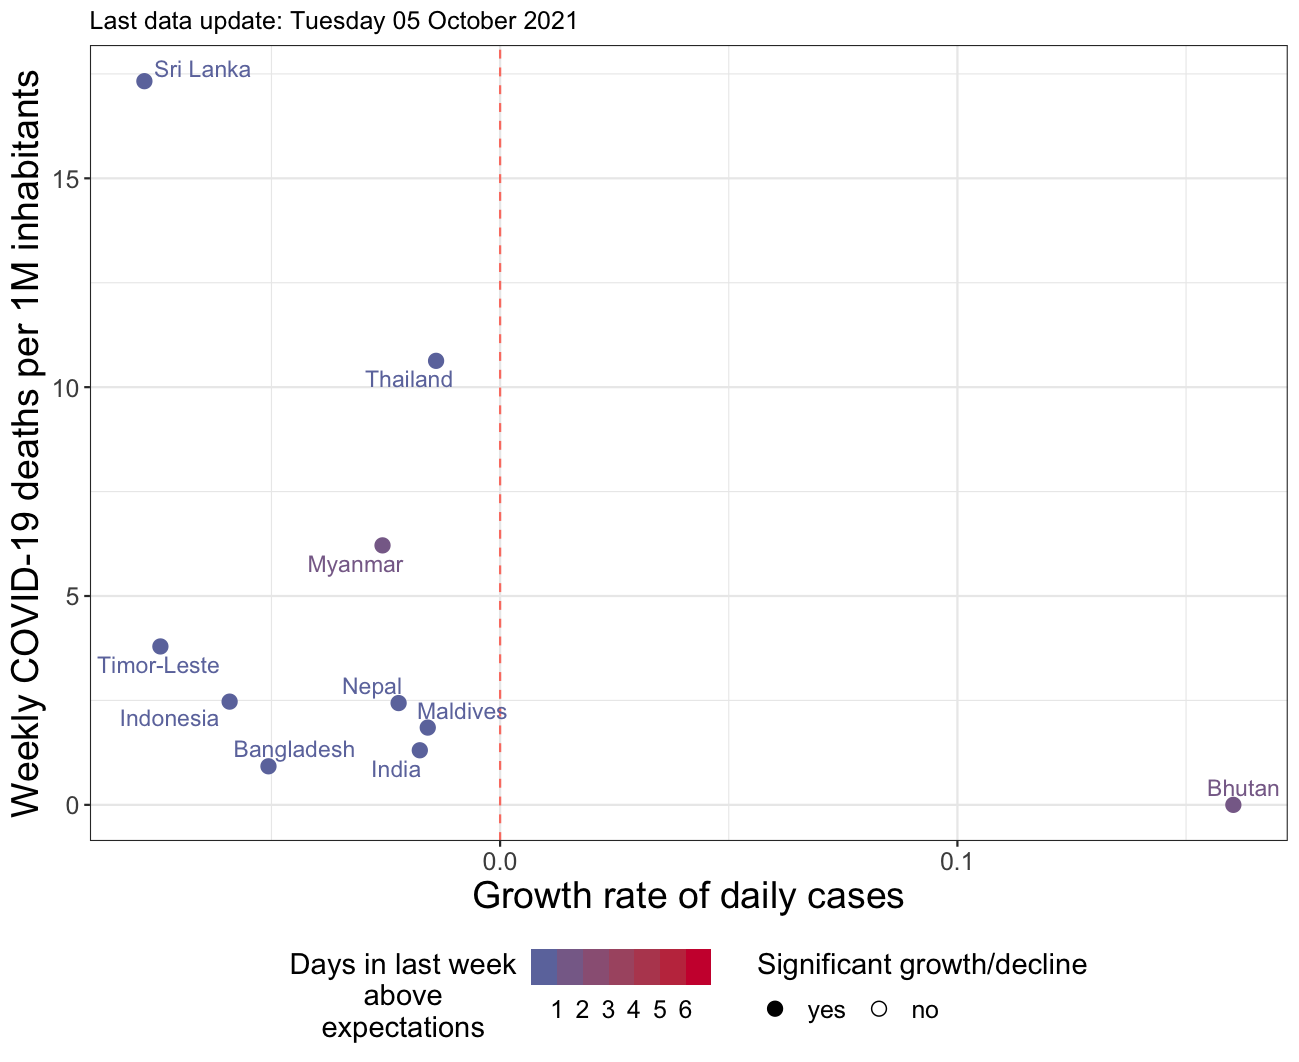 Last data update: Tuesday 05 October 2021
Weekly COVID-19 deaths per 1M inhabitants
15
10
5
0
Sri Lanka
Thailand
Myanmar
Timor-Leste
Nepal
Indonesia
Maldives
Bangladesh
India
Bhutan
0.0
0.1
Growth rate of daily cases
Days in last week
above
expectations
1 2 3 4 5 6
Significant growth/decline
yes no